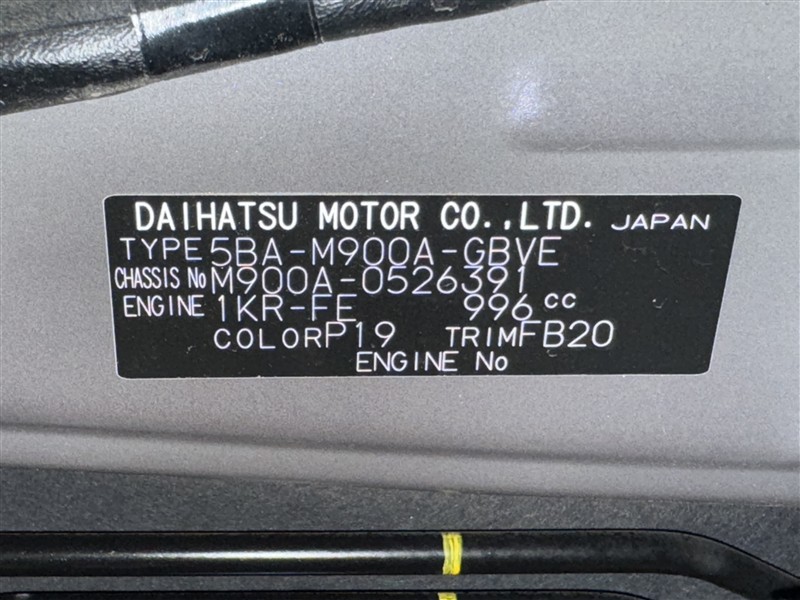 DAIHATSU MOTOR CO.,LTD. JAPAN
TYPE 5BA-M900A-GBVE
CHASSIS No M900A-0526391
ENGINE 1KR-FE 996 cc
COLOR P19 TRIM FB20
ENGINE No